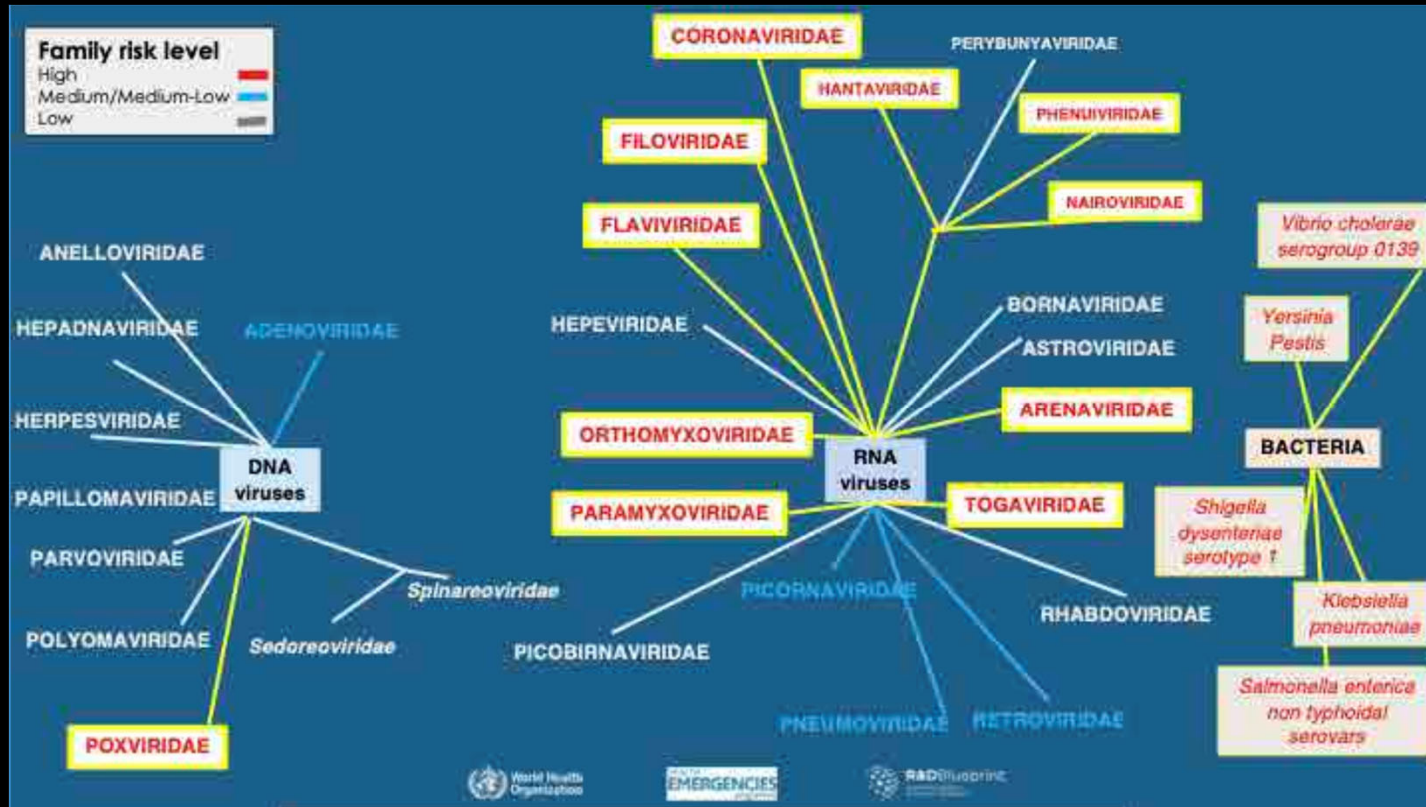 Family risk level
High
Medium/Medium-Low
Low
CORONAVIRIDAE
PERYBUNYAVIRIDAE
HANTAVIRIDAE
PHENUIVIRIDAE
FILOVIRIDAE
NAIROVIRIDAE
FLAVIVIRIDAE
Vibrio cholerae
serogroup 0139
ANELLOVIRIDAE
HEPADNAVIRIDAE
ADENOVIRIDAE
HEPEVIRIDAE
BORNAVIRIDAE
ASTROVIRIDAE
Yersinia
Pestis
HERPESVIRIDAE
ORTHOMYXOVIRIDAE
ARENAVIRIDAE
DNA
viruses
RNA
viruses
BACTERIA
PAPILLOMAVIRIDAE
PARAMYXOVIRIDAE
TOGAVIRIDAE
Shigella
dysenteriae
serotype 1
PARVOVIRIDAE
Spinareoviridae
PICORNAVIRIDAE
RHABDOVIRIDAE
Klebsiella
pneumoniae
POLYOMAVIRIDAE
Sedoreoviridae
PICOBIRNAVIRIDAE
Salmonella enterica
non typhoidal
serovars
PNEUMOVIRIDAE
RETROVIRIDAE
POXVIRIDAE
World Health
Organization
HEALTH
EMERGENCIES
programme
R&DBlueprint